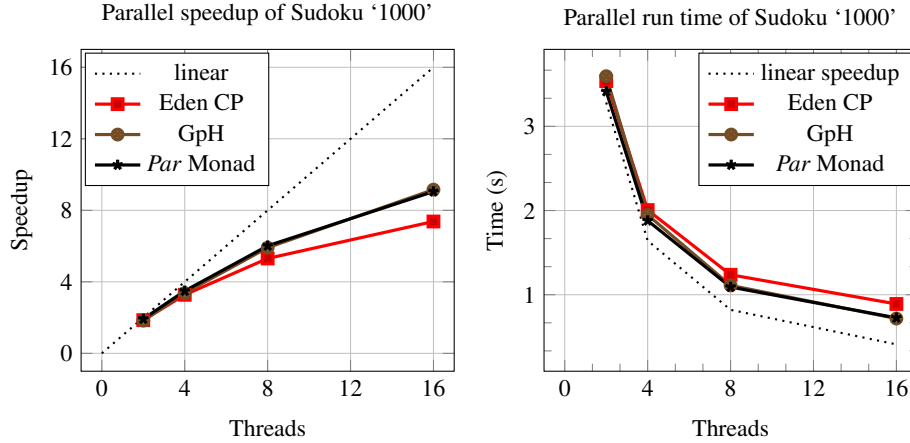 Parallel speedup of Sudoku ‘1000’
16
12
8
4
0
Speedup
linear
Eden CP
GpH
Par Monad
0 4 8 12 16
Threads
Parallel run time of Sudoku ‘1000’
3
2
1
Time (s)
linear speedup
Eden CP
GpH
Par Monad
0 4 8 12 16
Threads